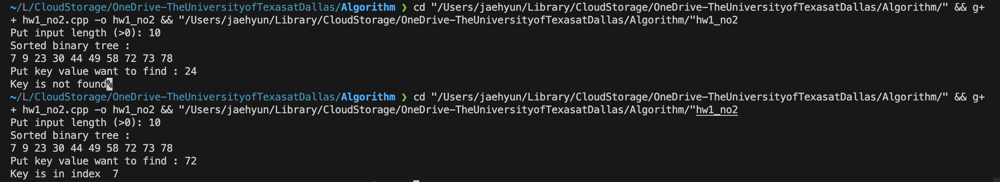 ~/L/CloudStorage/OneDrive-TheUniversityofTexasatDallas/Algorithm ❯ cd "/Users/jaehyun/Library/CloudStorage/OneDrive-TheUniversityofTexasatDallas/Algorithm/" && g+
+ hw1_no2.cpp -o hw1_no2 && "/Users/jaehyun/Library/CloudStorage/OneDrive-TheUniversityofTexasatDallas/Algorithm/"hw1_no2
Put input length (>0): 10
Sorted binary tree :
7 9 23 30 44 49 58 72 73 78
Put key value want to find : 24
Key is not found%
~/L/CloudStorage/OneDrive-TheUniversityofTexasatDallas/Algorithm ❯ cd "/Users/jaehyun/Library/CloudStorage/OneDrive-TheUniversityofTexasatDallas/Algorithm/" && g+
+ hw1_no2.cpp -o hw1_no2 && "/Users/jaehyun/Library/CloudStorage/OneDrive-TheUniversityofTexasatDallas/Algorithm/"hw1_no2
Put input length (>0): 10
Sorted binary tree :
7 9 23 30 44 49 58 72 73 78
Put key value want to find : 72
Key is in index  7